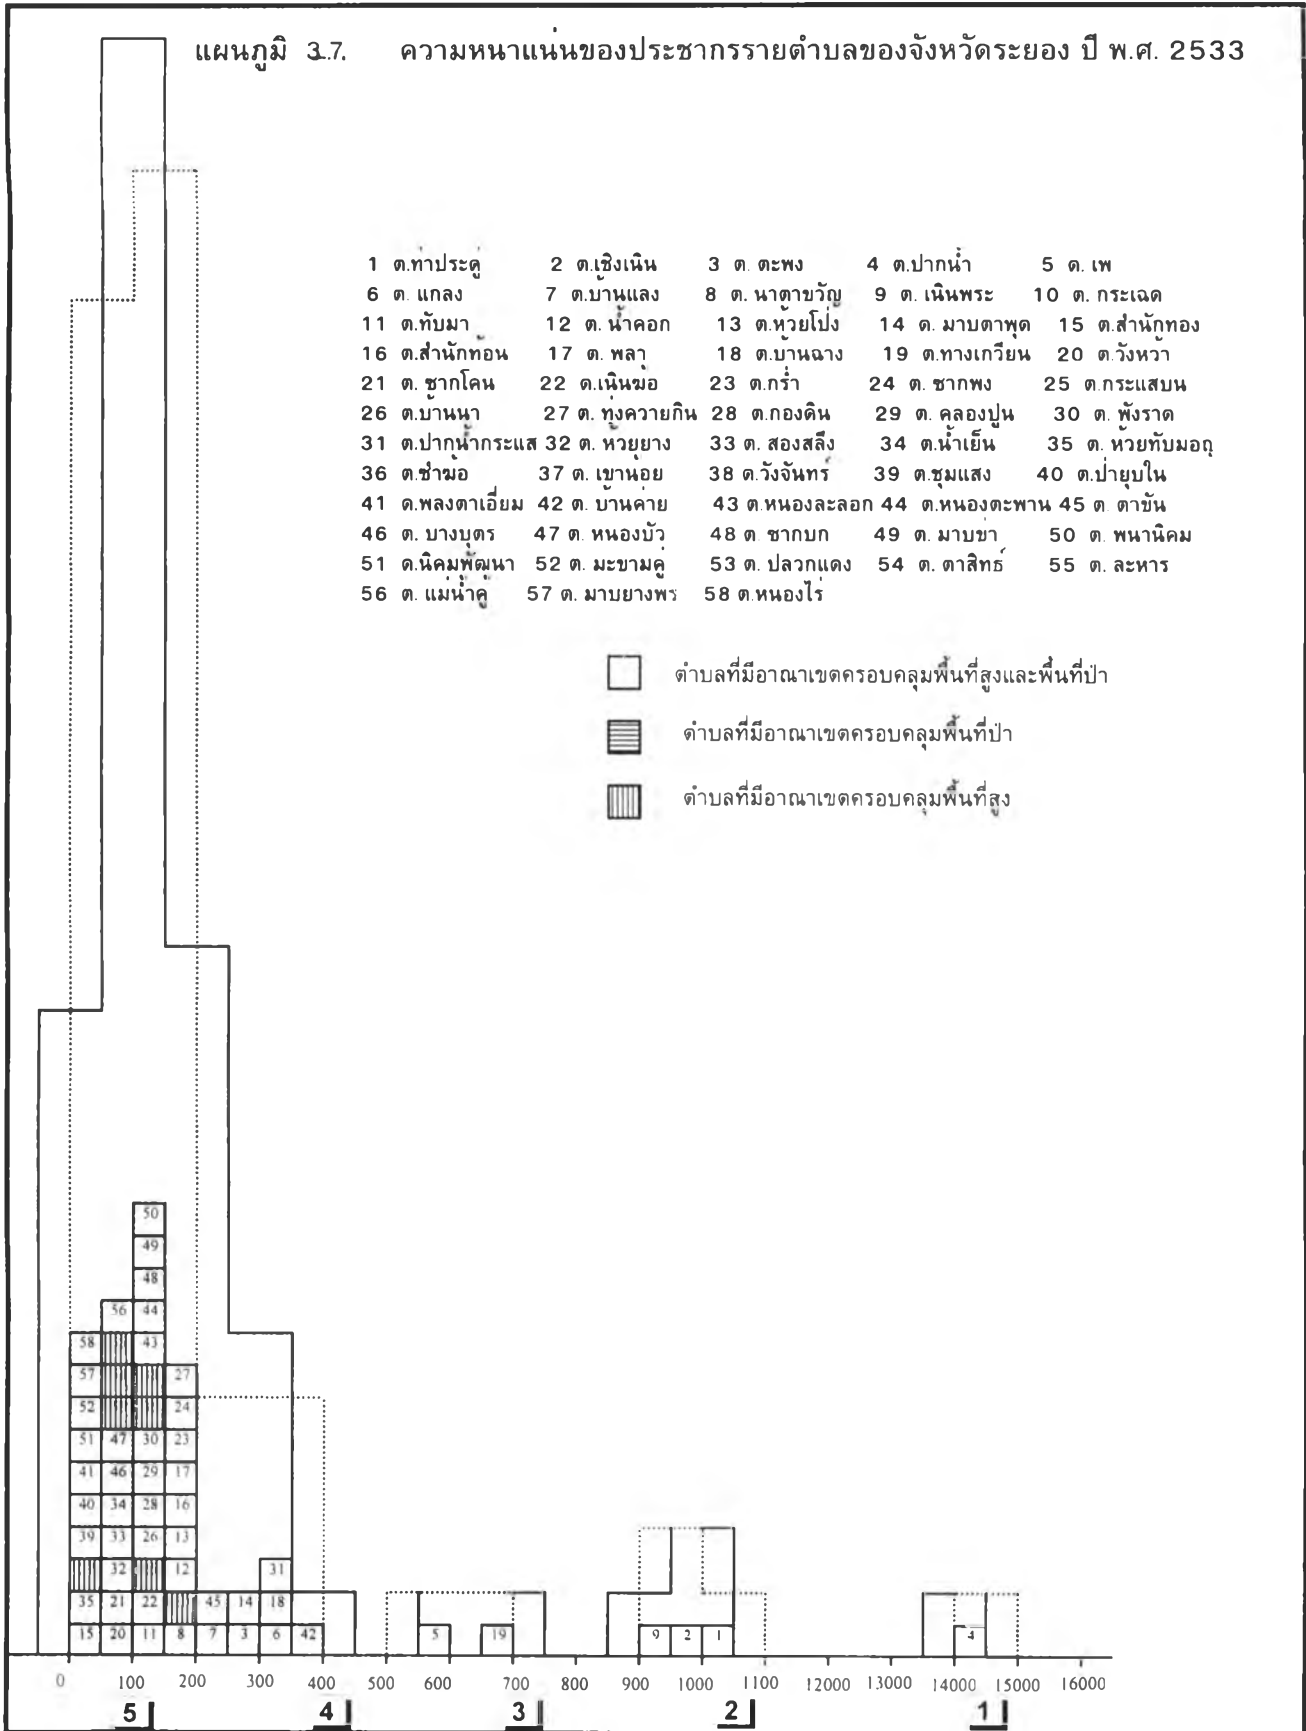 แผนภูมิ 3.7. ความหนาแน่นของประชากรรายตำบลของจังหวัดระยอง ปี พ.ศ. 2533
1 ต.ท่าประดู่ 2 ต.เชิงเนิน 3 ต. ตะพง 4 ต.ปากน้ำ 5 ต. เพ
6 ต. แกลง 7 ต.บ้านแลง 8 ต. นาตาขวัญ 9 ต. เนินพระ 10 ต. กระเฉด
11 ต.ทับมา 12 ต. น้ำคอก 13 ต.ห้วยโป่ง 14 ต. มาบตาพุด 15 ต.สำนักทอง
16 ต.สำนักท้อน 17 ต. พลา 18 ต.บ้านฉาง 19 ต.ทางเกวียน 20 ต.วังหว้า
21 ต. ชากโดน 22 ต.เนินฆ้อ 23 ต.กร่ำ 24 ต. ชากพง 25 ต.กระแสบน
26 ต.บ้านนา 27 ต. ทุ่งควายกิน 28 ต.กองดิน 29 ต. คลองปูน 30 ต. พังราด
31 ต.ปากน้ำกระแส 32 ต. ห้วยยาง 33 ต. สองสลึง 34 ต.น้ำเย็น 35 ต. ห้วยทับมอญ
36 ต.ชำฆ้อ 37 ต. เขาน้อย 38 ต.วังจันทร์ 39 ต.ชุมแสง 40 ต.ป่ายุบใน
41 ต.พลงตาเอี่ยม 42 ต. บ้านค่าย 43 ต.หนองละลอก 44 ต.หนองตะพาน 45 ต. ตาขัน
46 ต. บางบุตร 47 ต. หนองบัว 48 ต. ชากบก 49 ต. มาบข่า 50 ต. พนานิคม
51 ต.นิคมพัฒนา 52 ต. มะขามคู่ 53 ต. ปลวกแดง 54 ต. ตาสิทธิ์ 55 ต. ละหาร
56 ต. แม่น้ำคู้ 57 ต. มาบยางพร 58 ต.หนองไร่
ตำบลที่มีอาณาเขตครอบคลุมพื้นที่สูงและพื้นที่ป่า
ตำบลที่มีอาณาเขตครอบคลุมพื้นที่ป่า
ตำบลที่มีอาณาเขตครอบคลุมพื้นที่สูง
50
49
48
56 44
58 43
57 27
52 24
51 47 30 23
41 46 29 17
40 34 28 16
39 33 26 13
32 12 31
35 21 22 45 14 18
15 20 11 8 7 3 6 42 5 19 9 2 1 4
0 100 200 300 400 500 600 700 800 900 1000 1100 12000 13000 14000 15000 16000
5 4 3 2 1